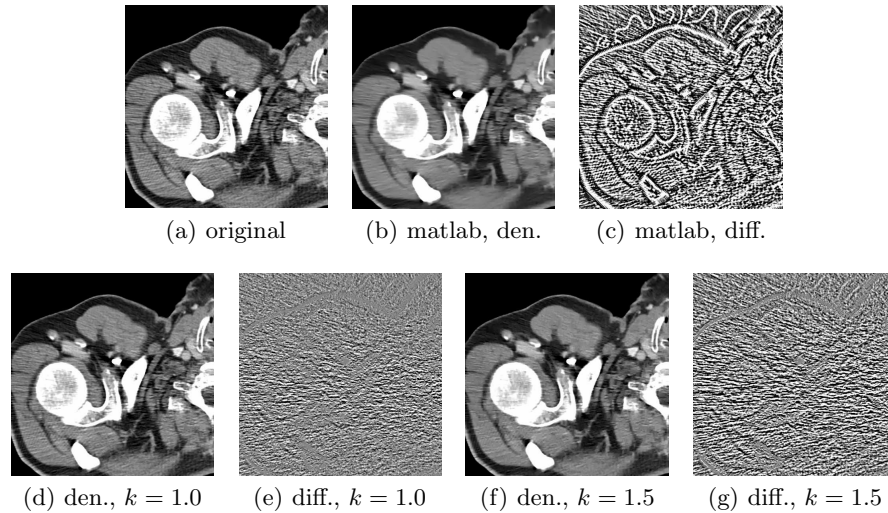 (a) original
(b) matlab, den.
(c) matlab, diff.
(d) den., k = 1.0
(e) diff., k = 1.0
(f) den., k = 1.5
(g) diff., k = 1.5